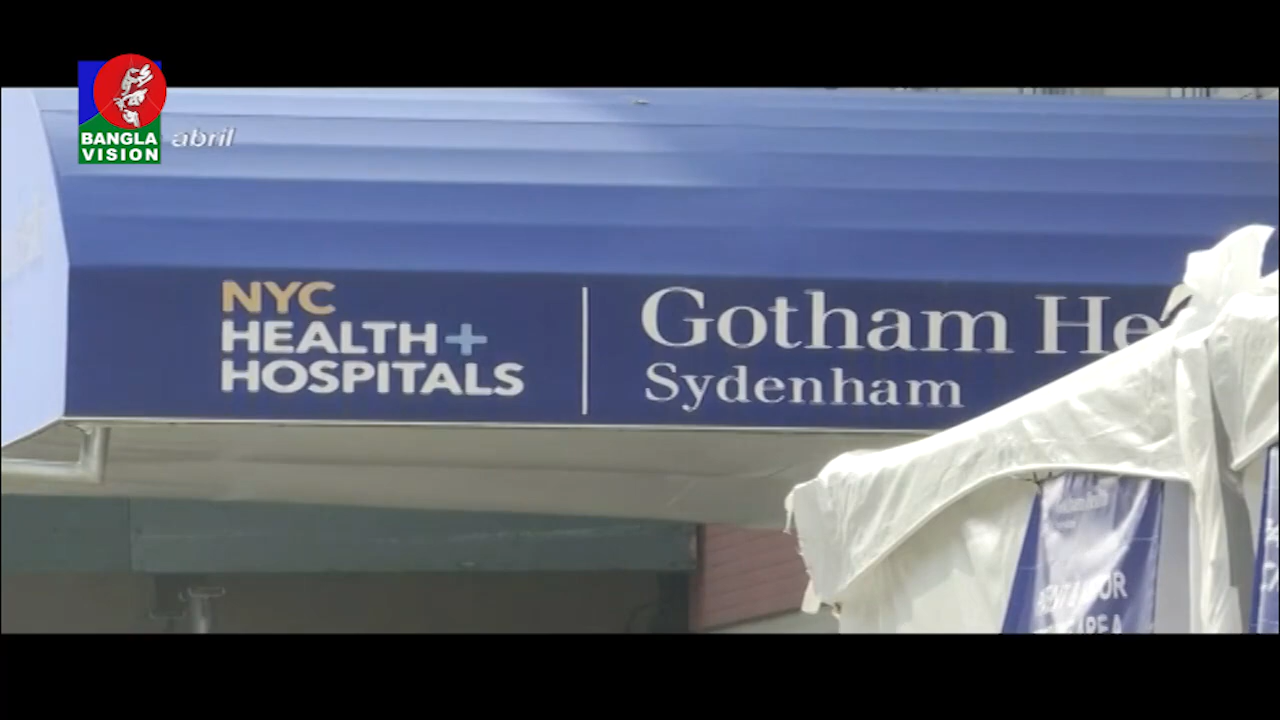 BANGLA
VISION
abril
NYC
HEALTH+
HOSPITALS
Gotham He
Sydenham